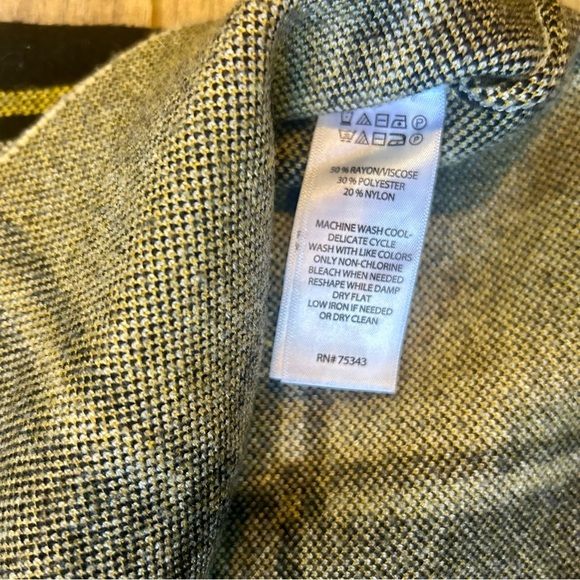 50 % RAYON/VISCOSE
30 % POLYESTER
20 % NYLON
MACHINE WASH COOL-
DELICATE CYCLE
WASH WITH LIKE COLORS
ONLY NON-CHLORINE
BLEACH WHEN NEEDED
RESHAPE WHILE DAMP
DRY FLAT
LOW IRON IF NEEDED
OR DRY CLEAN
RN# 75343